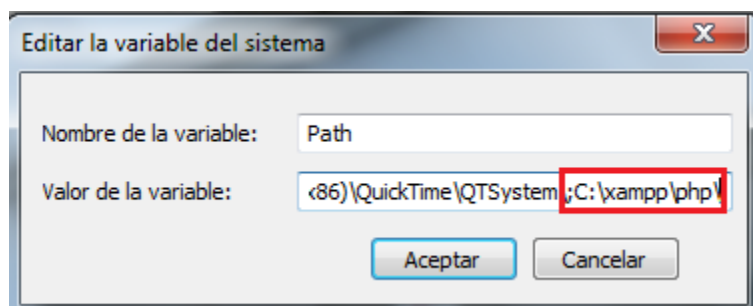 Editar la variable del sistema
Nombre de la variable: Path
Valor de la variable: x86)\QuickTime\QTSystem\;C:\xampp\php\
Aceptar Cancelar